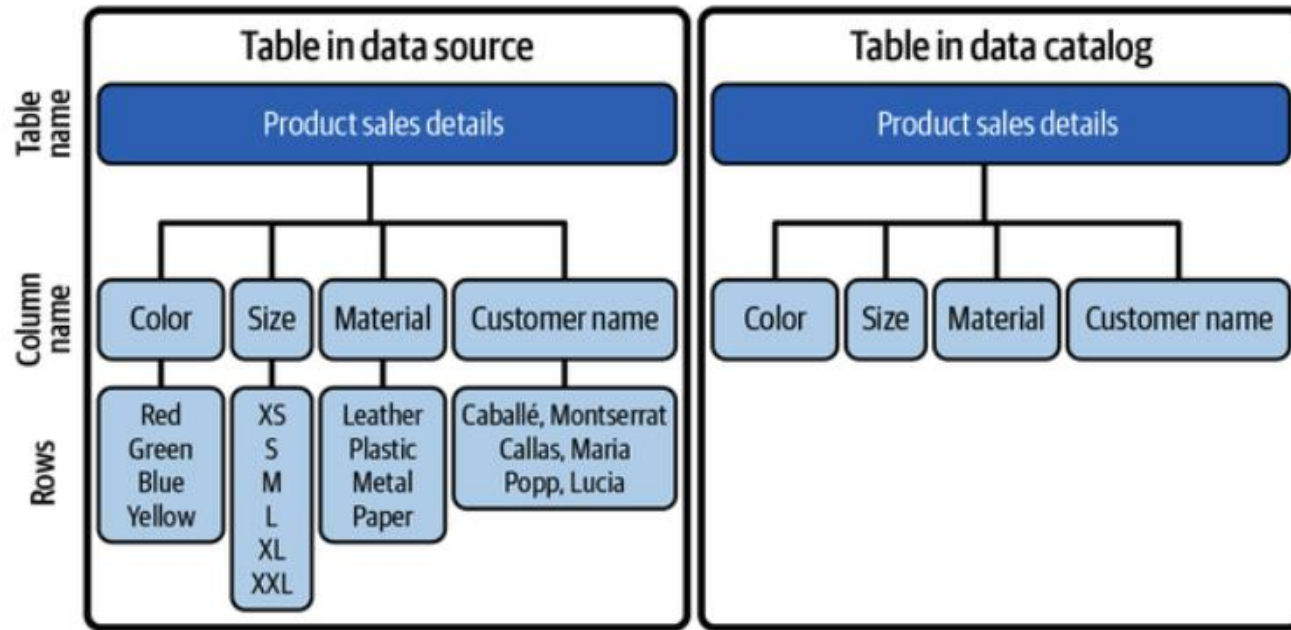 Table in data source
Table name
Product sales details
Column name
Color
Size
Material
Customer name
Rows
Red
Green
Blue
Yellow
XS
S
M
L
XL
XXL
Leather
Plastic
Metal
Paper
Caballé, Montserrat
Callas, Maria
Popp, Lucia
Table in data catalog
Product sales details
Color
Size
Material
Customer name